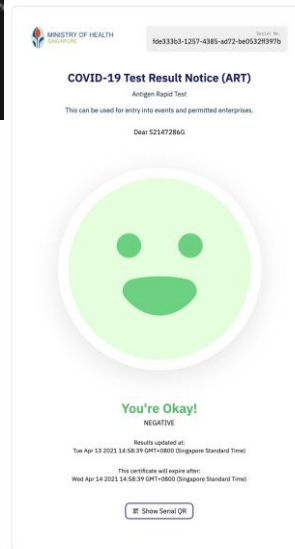 MINISTRY OF HEALTH
SINGAPORE
Serial No.
fde333b3-1257-4385-ad72-be0532ff397b
COVID-19 Test Result Notice (ART)
Antigen Rapid Test
This can be used for entry into events and permitted enterprises.
Dear S2147286G
You're Okay!
NEGATIVE
Results updated at:
Tue Apr 13 2021 14:58:39 GMT+0800 (Singapore Standard Time)
This certificate will expire after:
Wed Apr 14 2021 14:58:39 GMT+0800 (Singapore Standard Time)
Show Serial QR